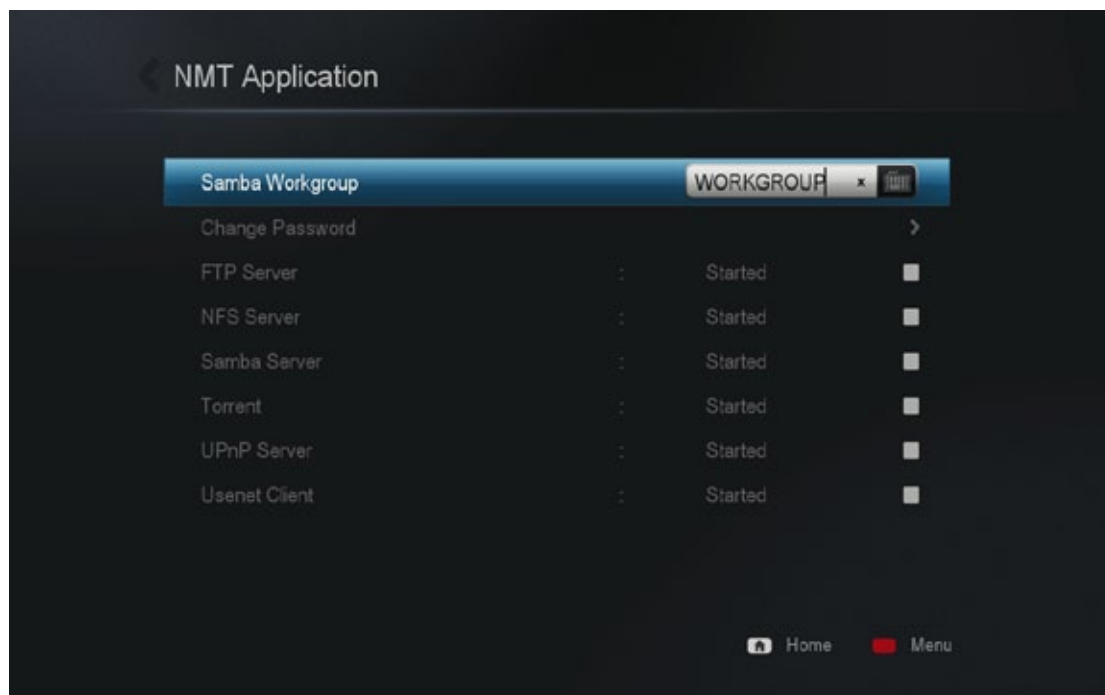 NMT Application
Samba Workgroup WORKGROUP x
Change Password >
FTP Server : Started
NFS Server : Started
Samba Server : Started
Torrent : Started
UPnP Server : Started
Usenet Client : Started
Home Menu